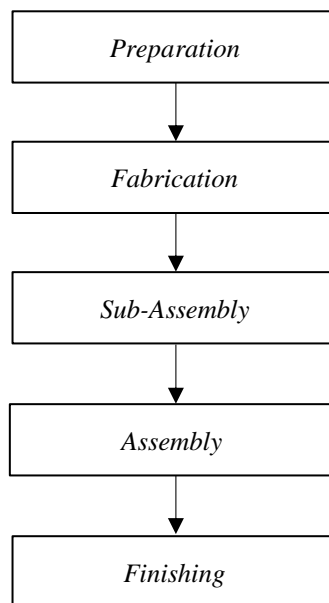 Preparation
Fabrication
Sub-Assembly
Assembly
Finishing